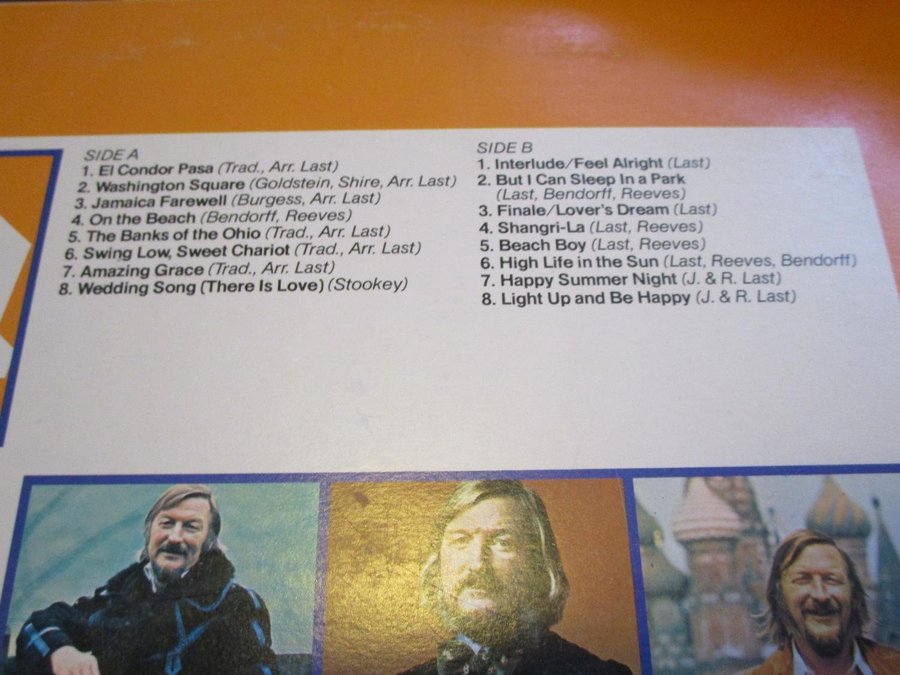 SIDE A
1. El Condor Pasa (Trad., Arr. Last)
2. Washington Square (Goldstein, Shire, Arr. Last)
3. Jamaica Farewell (Burgess, Arr. Last)
4. On the Beach (Bendorff, Reeves)
5. The Banks of the Ohio (Trad., Arr. Last)
6. Swing Low, Sweet Chariot (Trad., Arr. Last)
7. Amazing Grace (Trad., Arr. Last)
8. Wedding Song (There Is Love) (Stookey)
SIDE B
1. Interlude/Feel Alright (Last)
2. But I Can Sleep In a Park
(Last, Bendorff, Reeves)
3. Finale/Lover's Dream (Last)
4. Shangri-La (Last, Reeves)
5. Beach Boy (Last, Reeves)
6. High Life in the Sun (Last, Reeves, Bendorff)
7. Happy Summer Night (J. & R. Last)
8. Light Up and Be Happy (J. & R. Last)